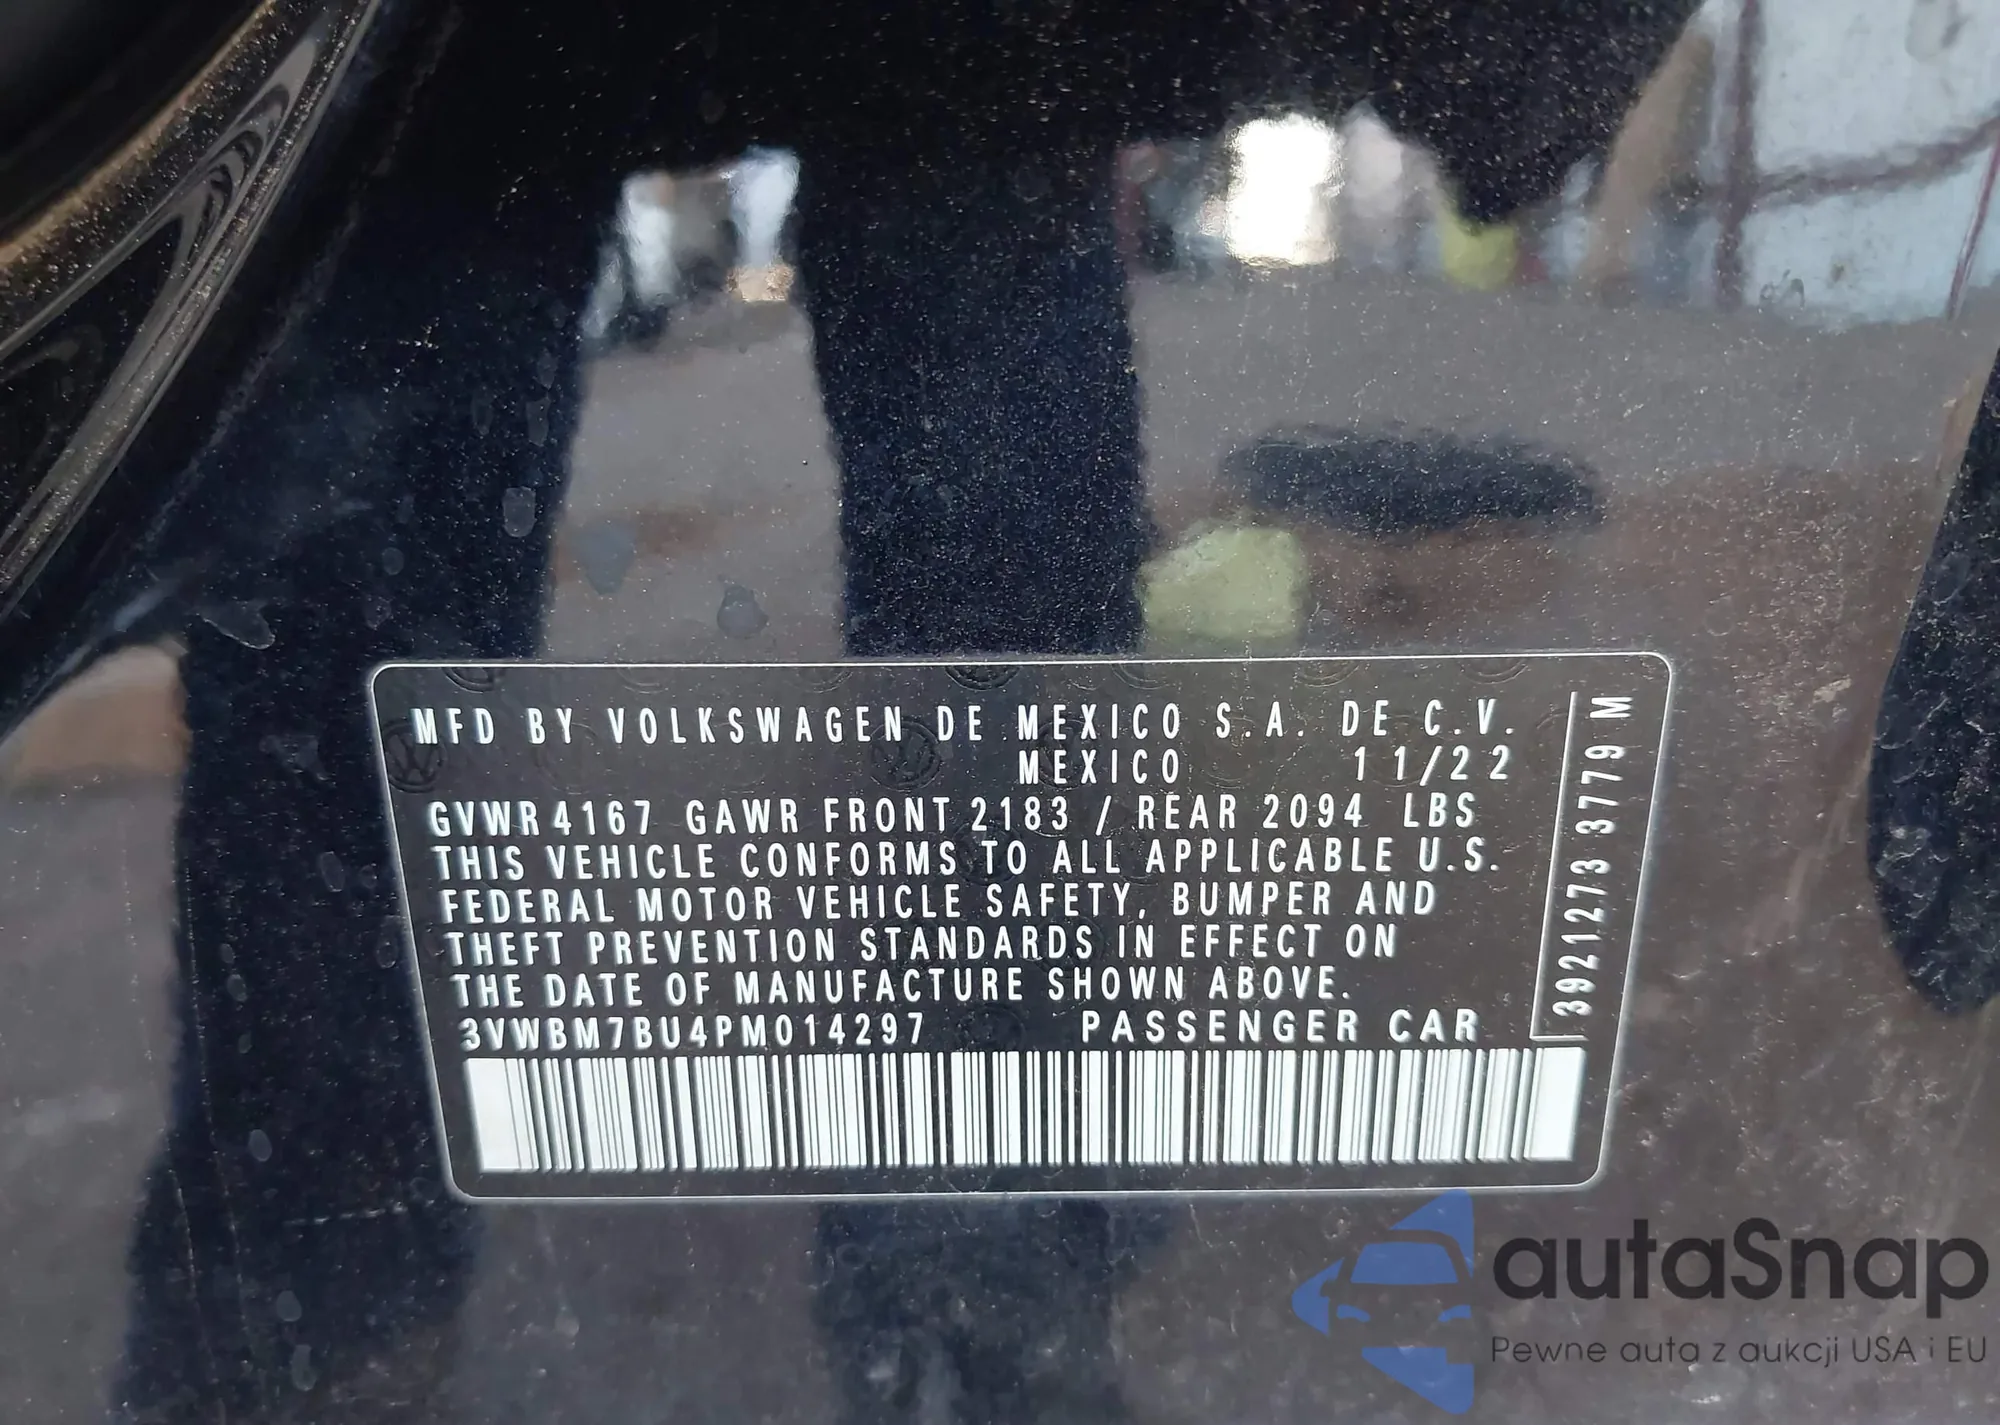 MFD BY VOLKSWAGEN DE MEXICO S.A. DE C.V.
MEXICO 11/22
GVWR 4167 GAWR FRONT 2183 / REAR 2094 LBS
THIS VEHICLE CONFORMS TO ALL APPLICABLE U.S.
FEDERAL MOTOR VEHICLE SAFETY, BUMPER AND
THEFT PREVENTION STANDARDS IN EFFECT ON
THE DATE OF MANUFACTURE SHOWN ABOVE.
3VWBM7BU4PM014297 PASSENGER CAR
3921273 3779 M
autaSnap
Pewne auta z aukcji USA i EU